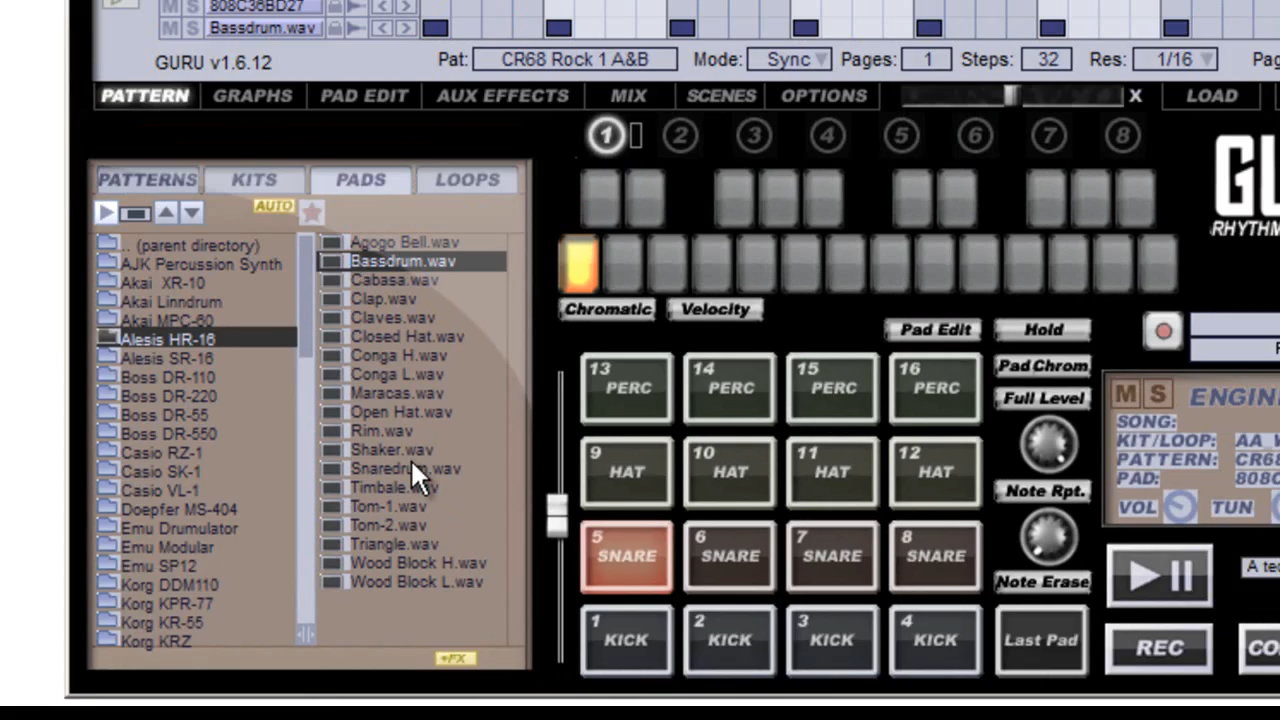 M S 808C36BD27
M S Bassdrum.wav
GURU v1.6.12
Pat: CR68 Rock 1 A&B Mode: Sync Pages: 1 Steps: 32 Res: 1/16
PATTERN GRAPHS PAD EDIT AUX EFFECTS MIX SCENES OPTIONS X LOAD
1 2 3 4 5 6 7 8
PATTERNS KITS PADS LOOPS
AUTO
.. (parent directory)
AJK Percussion Synth
Akai XR-10
Akai Linndrum
Akai MPC-60
Alesis HR-16
Alesis SR-16
Boss DR-110
Boss DR-220
Boss DR-55
Boss DR-550
Casio RZ-1
Casio SK-1
Casio VL-1
Doepfer MS-404
Emu Drumulator
Emu Modular
Emu SP12
Korg DDM110
Korg KPR-77
Korg KR-55
Korg KRZ
Agogo Bell.wav
Bassdrum.wav
Cabasa.wav
Clap.wav
Claves.wav
Closed Hat.wav
Conga H.wav
Conga L.wav
Maracas.wav
Open Hat.wav
Rim.wav
Shaker.wav
Snaredrum.wav
Timbale.wav
Tom-1.wav
Tom-2.wav
Triangle.wav
Wood Block H.wav
Wood Block L.wav
+FX
Chromatic Velocity
Pad Edit Hold
Pad Chrom
Full Level
Note Rpt.
Note Erase
Last Pad
13 PERC 14 PERC 15 PERC 16 PERC
9 HAT 10 HAT 11 HAT 12 HAT
5 SNARE 6 SNARE 7 SNARE 8 SNARE
1 KICK 2 KICK 3 KICK 4 KICK
RHYTHM
M S ENGIN
SONG:
KIT/LOOP: AA
PATTERN: CR68
PAD: 808C
VOL TUN
REC